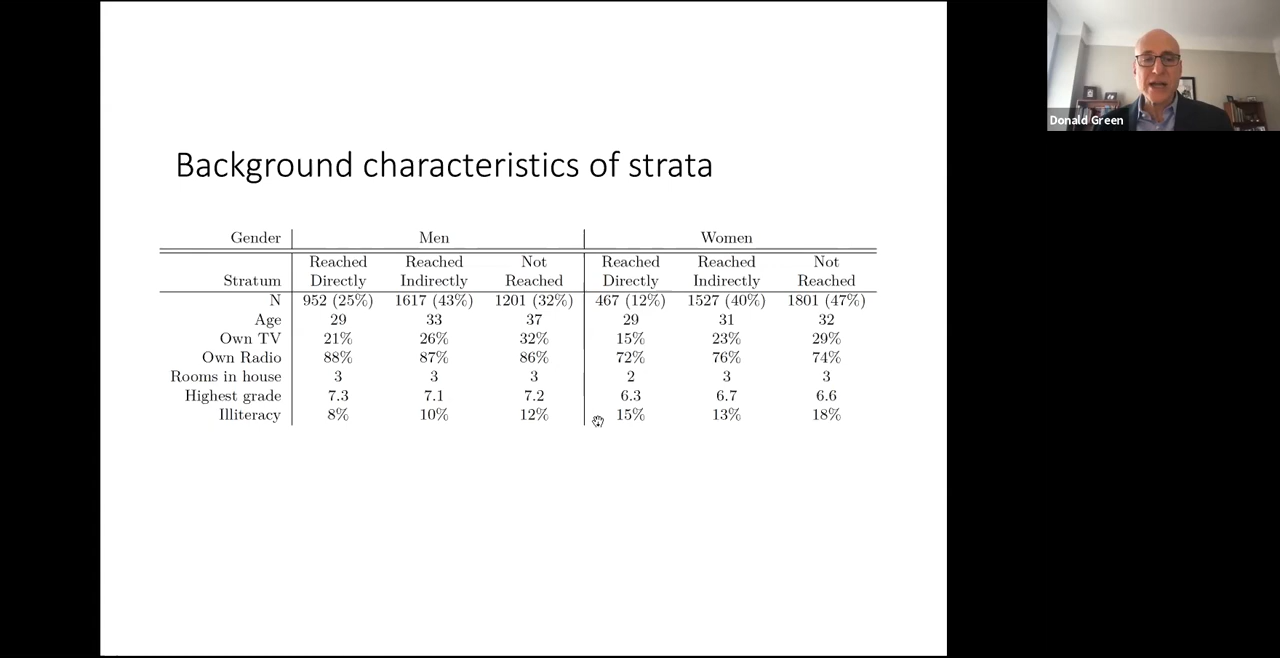 Donald Green
Background characteristics of strata
Gender Men Women
Reached Reached Not Reached Reached Not
Stratum Directly Indirectly Reached Directly Indirectly Reached
N 952 (25%) 1617 (43%) 1201 (32%) 467 (12%) 1527 (40%) 1801 (47%)
Age 29 33 37 29 31 32
Own TV 21% 26% 32% 15% 23% 29%
Own Radio 88% 87% 86% 72% 76% 74%
Rooms in house 3 3 3 2 3 3
Highest grade 7.3 7.1 7.2 6.3 6.7 6.6
Illiteracy 8% 10% 12% 15% 13% 18%